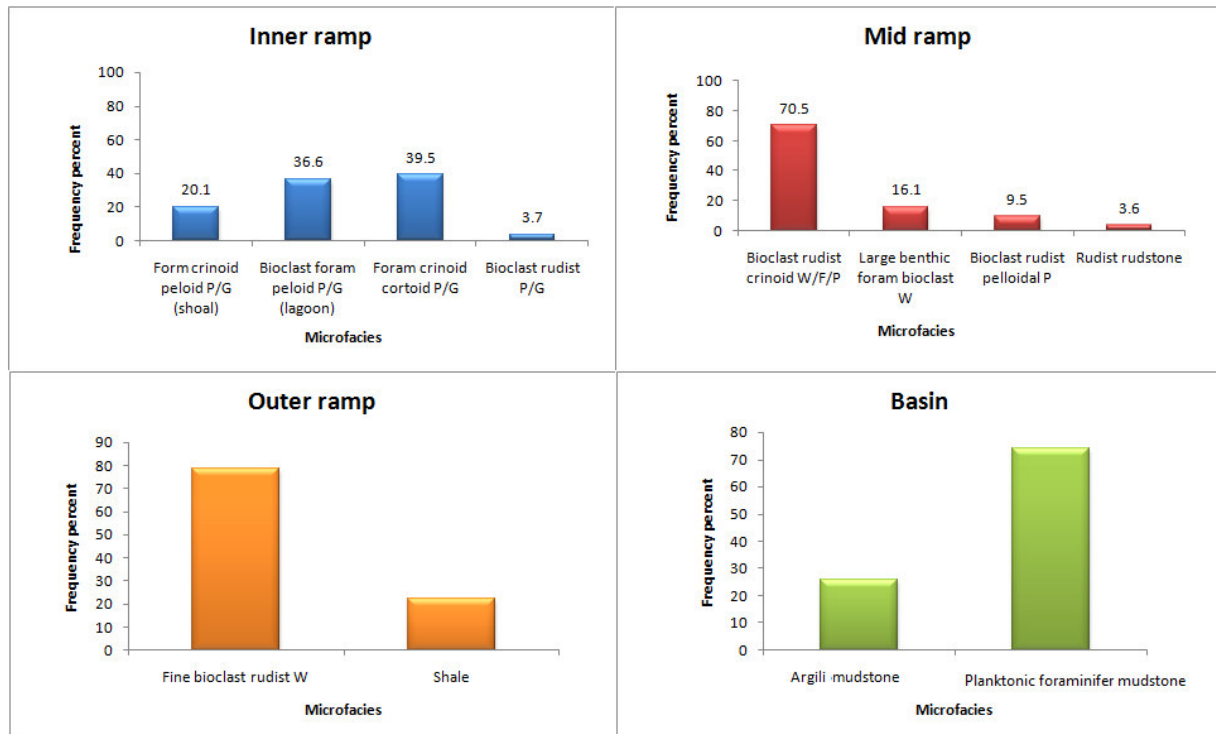 Inner ramp
Frequency percent
100
80
60
40
20
0
20.1
36.6
39.5
3.7
Form crinoid
peloid P/G
(shoal)
Bioclast foram
peloid P/G
(lagoon)
Foram crinoid
cortoid P/G
Bioclast rudist
P/G
Microfacies
Mid ramp
Frequency percent
100
80
60
40
20
0
70.5
16.1
9.5
3.6
Bioclast rudist
crinoid W/F/P
Large benthic
foram bioclast
W
Bioclast rudist
pelloidal P
Rudist rudstone
Microfacies
Outer ramp
Frequency percent
90
80
70
60
50
40
30
20
10
0
Fine bioclast rudist W
Shale
Microfacies
Basin
Frequency percent
80
70
60
50
40
30
20
10
0
Argili mudstone
Planktonic foraminifer mudstone
Microfacies